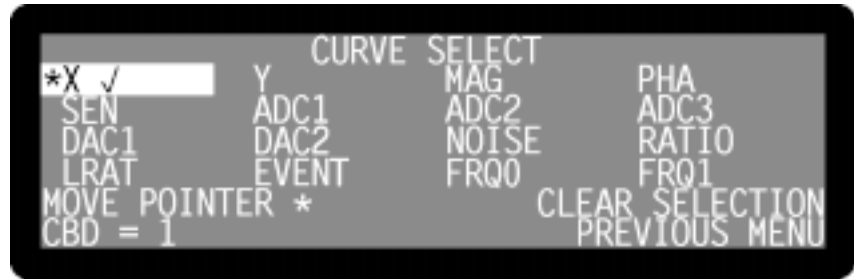 CURVE SELECT
*X ✓ Y MAG PHA
SEN ADC1 ADC2 ADC3
DAC1 DAC2 NOISE RATIO
LRAT EVENT FRQ0 FRQ1
MOVE POINTER * CLEAR SELECTION
CBD = 1 PREVIOUS MENU